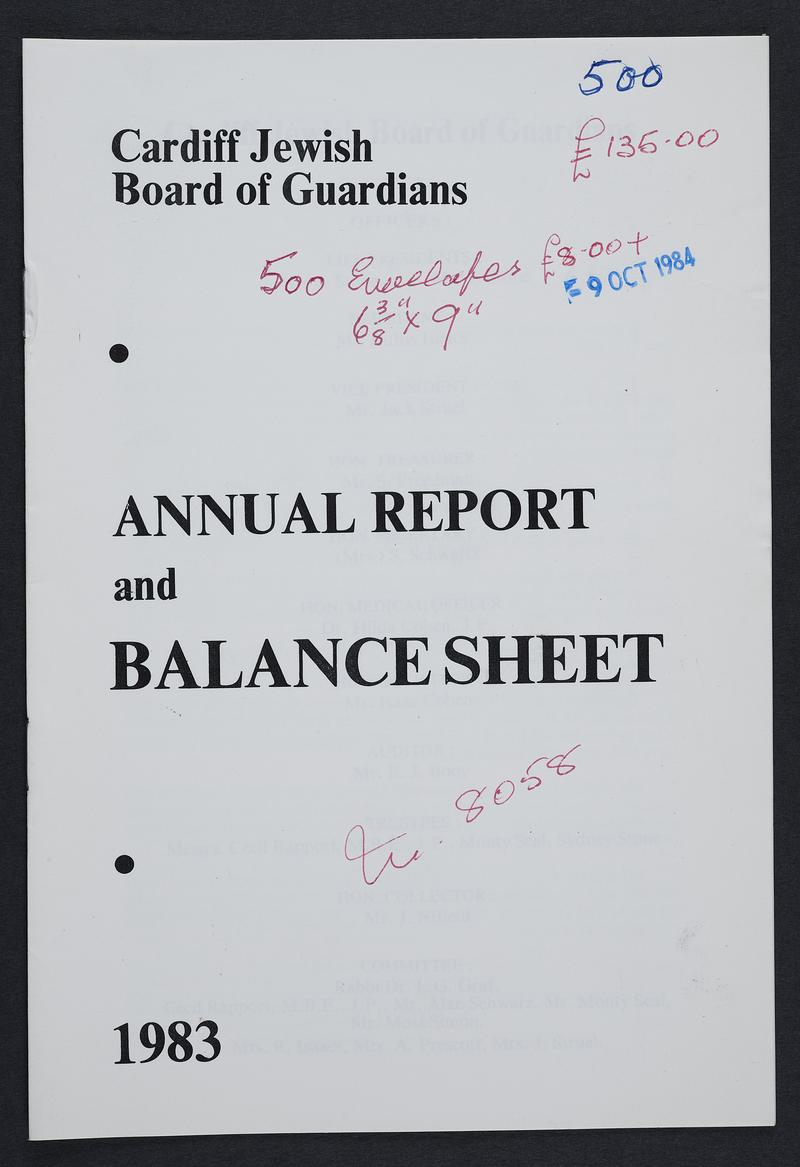 500
Cardiff Jewish
Board of Guardians
£135.00
500 Envelopes £8.00+
6 3/8" x 9"
9 OCT 1984
ANNUAL REPORT
and
BALANCE SHEET
8058
1983